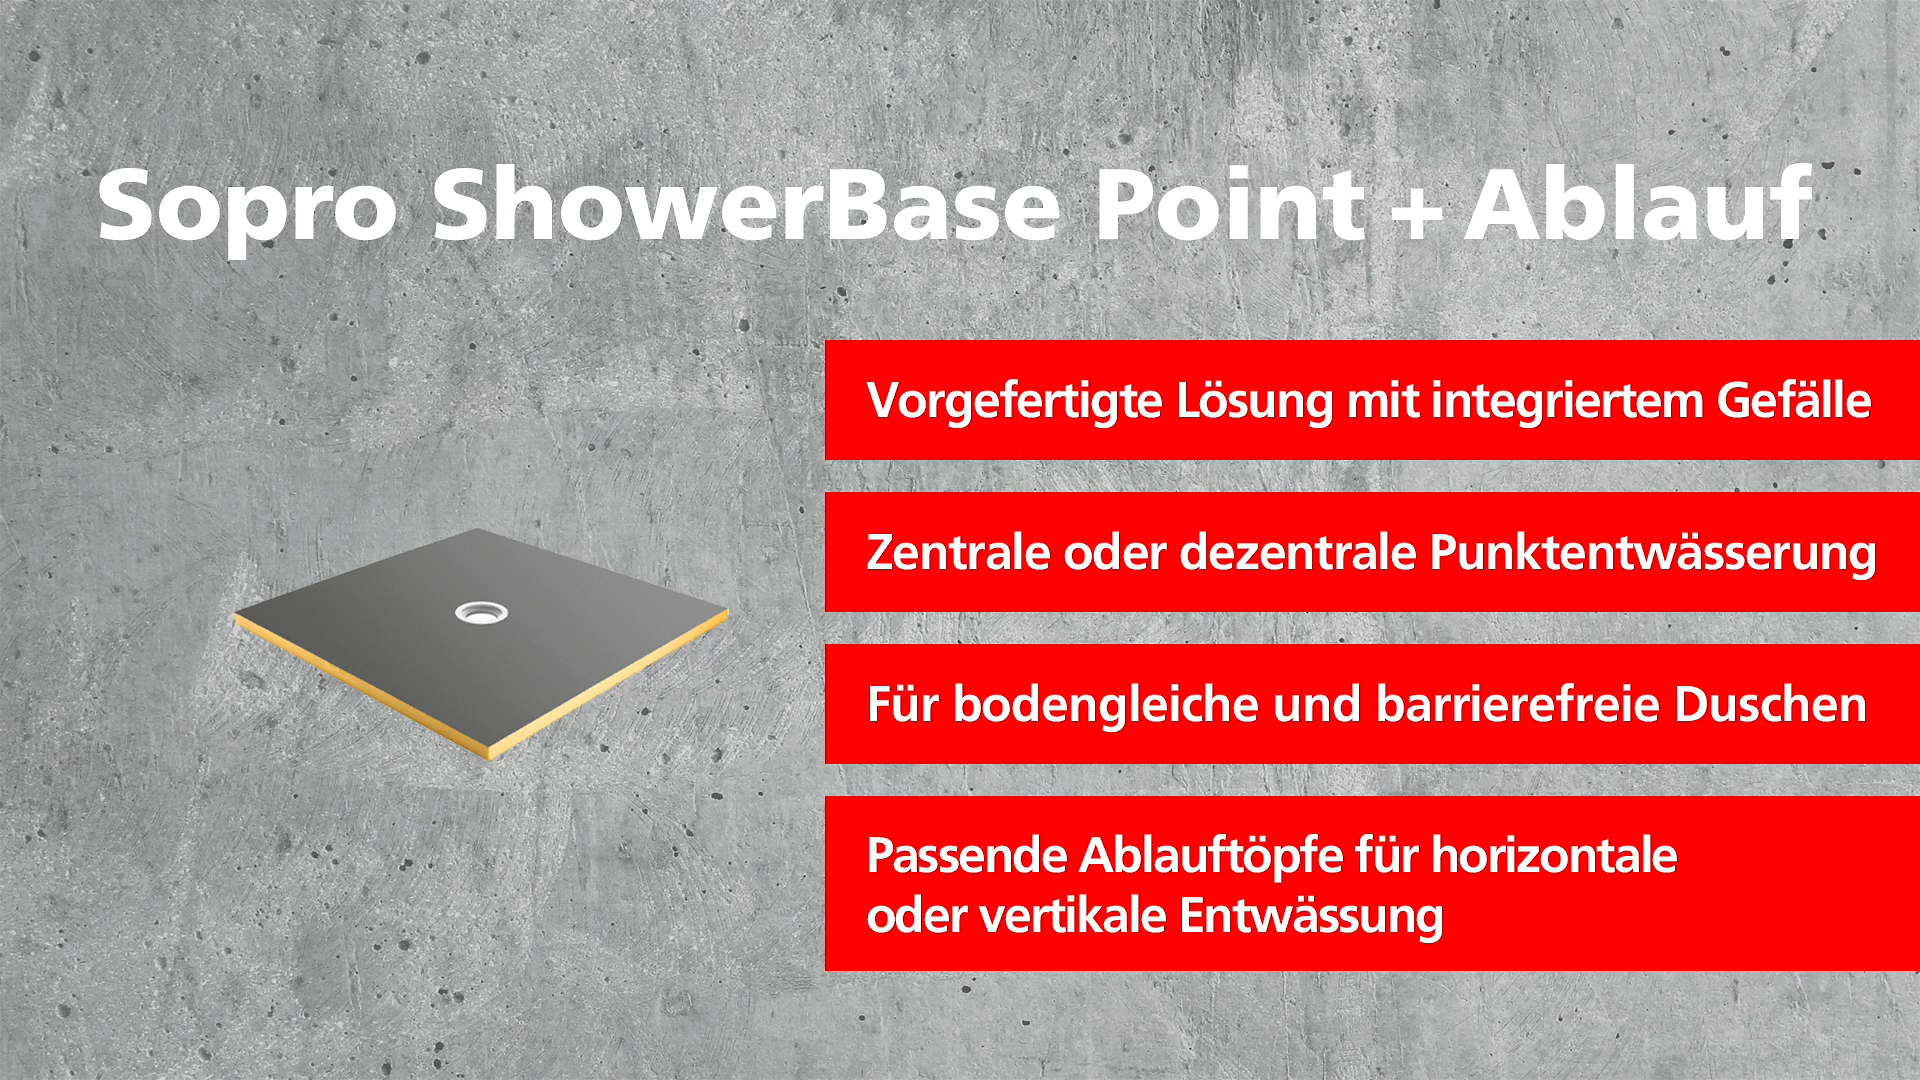 Sopro ShowerBase Point + Ablauf
Vorgefertigte Lösung mit integriertem Gefälle
Zentrale oder dezentrale Punktentwässerung
Für bodengleiche und barrierefreie Duschen
Passende Ablauftöpfe für horizontale
oder vertikale Entwässung